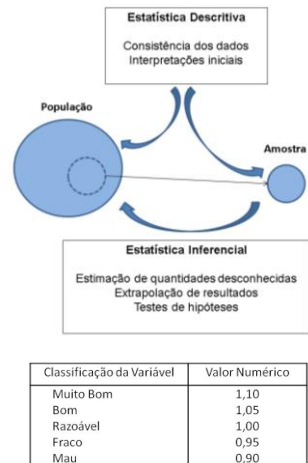 Estatística Descritiva
Consistência dos dados
Interpretações iniciais
População
Amostra
Estatística Inferencial
Estimação de quantidades desconhecidas
Extrapolação de resultados
Testes de hipóteses
Classificação da Variável Valor Numérico
Muito Bom 1,10
Bom 1,05
Razoável 1,00
Fraco 0,95
Mau 0,90